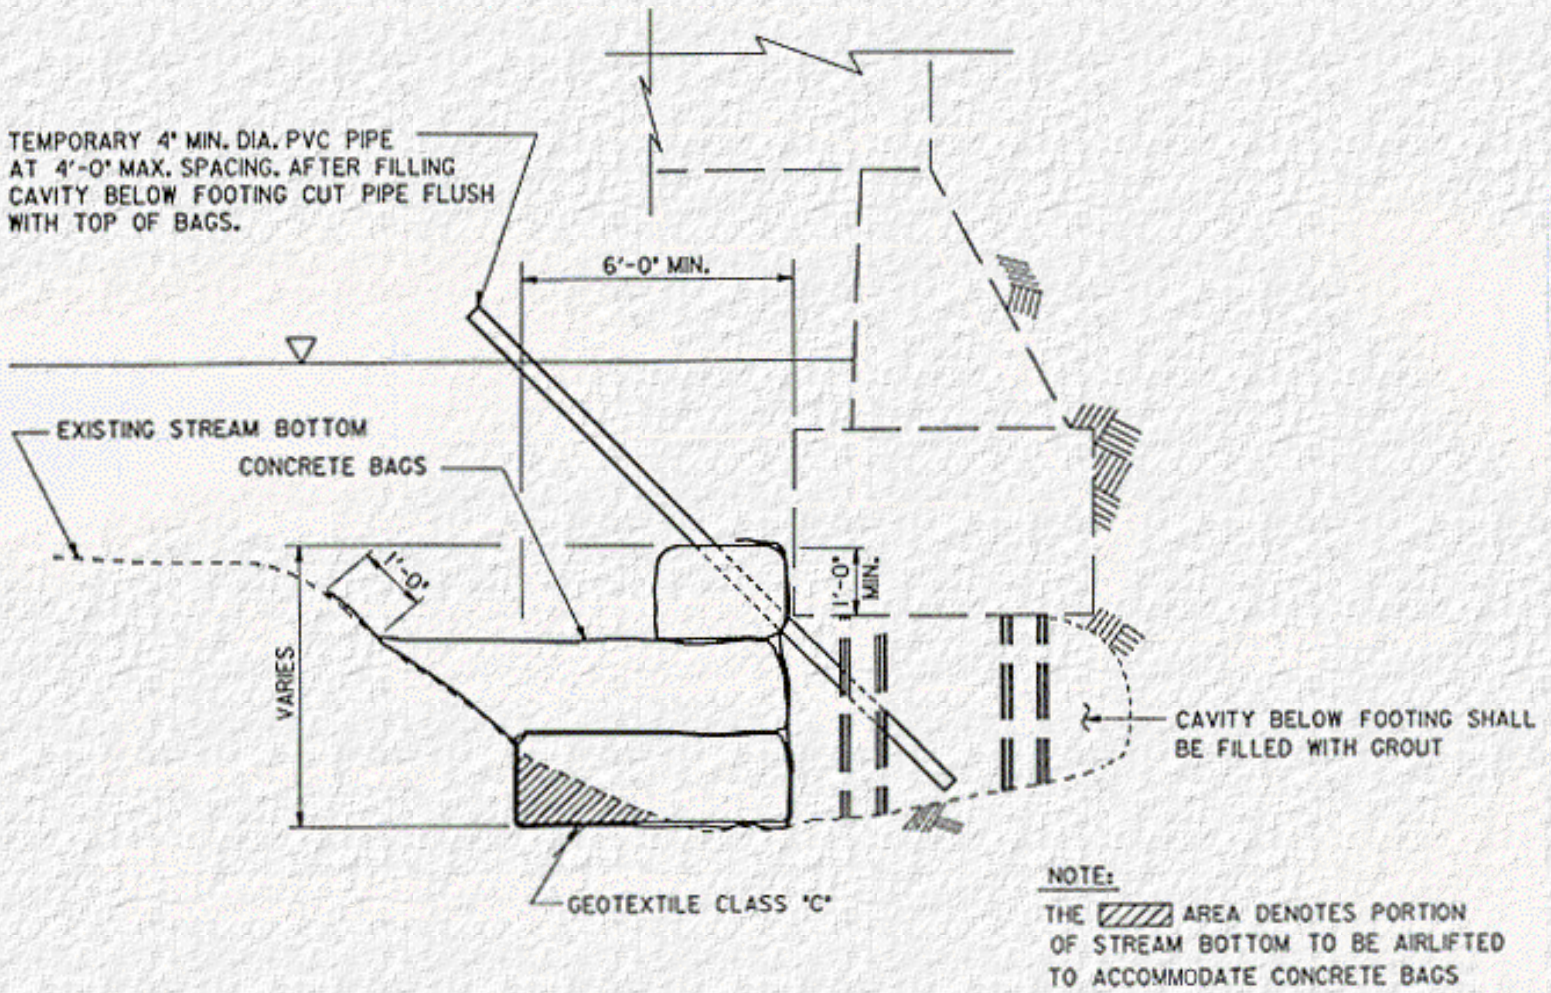 TEMPORARY 4" MIN. DIA. PVC PIPE
AT 4'-0" MAX. SPACING. AFTER FILLING
CAVITY BELOW FOOTING CUT PIPE FLUSH
WITH TOP OF BAGS.
6'-0" MIN.
EXISTING STREAM BOTTOM
CONCRETE BAGS
1'-0"
1'-0"
MIN.
VARIES
CAVITY BELOW FOOTING SHALL
BE FILLED WITH GROUT
GEOTEXTILE CLASS "C"
NOTE:
THE AREA DENOTES PORTION
OF STREAM BOTTOM TO BE AIRLIFTED
TO ACCOMMODATE CONCRETE BAGS